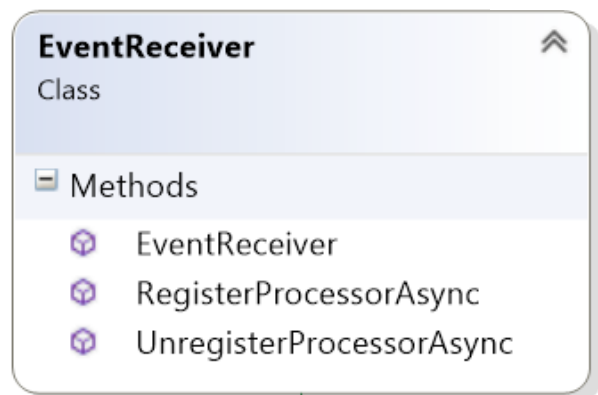 EventReceiver
Class
Methods
EventReceiver
RegisterProcessorAsync
UnregisterProcessorAsync